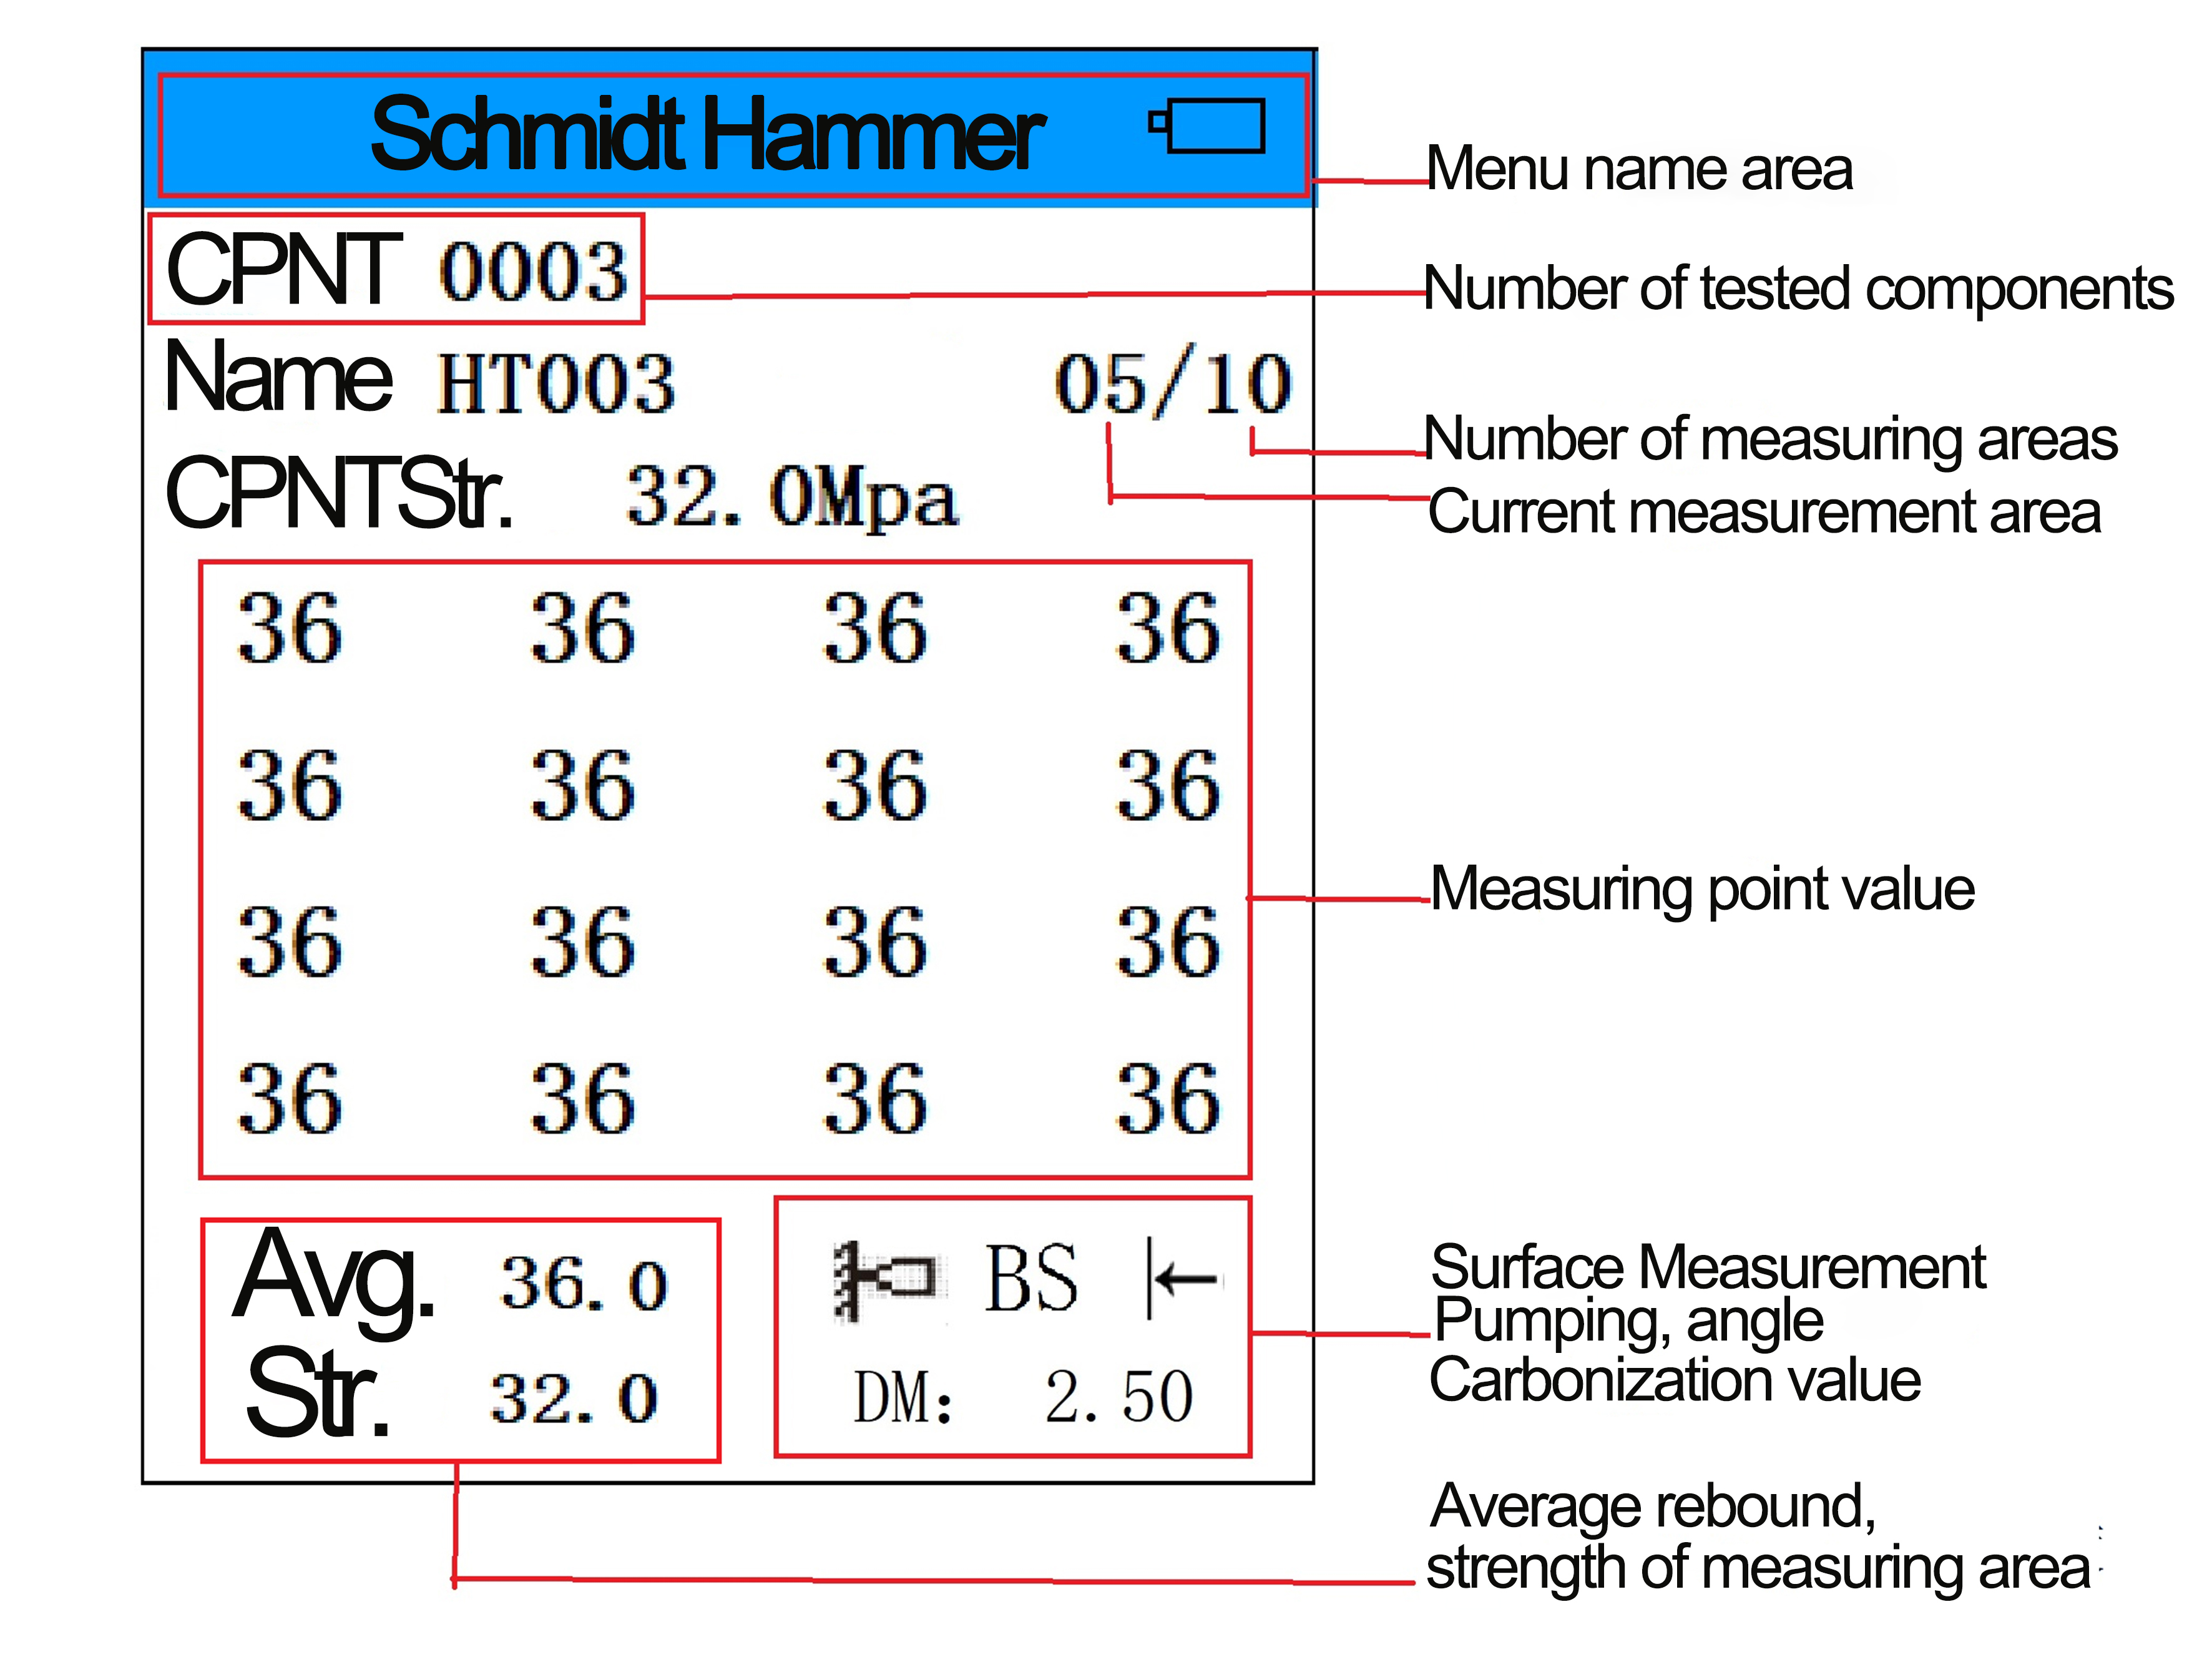 Schmidt Hammer
Menu name area
CPNT 0003
Number of tested components
Name HT003 05/10
Number of measuring areas
CPNTStr. 32.0Mpa
Current measurement area
36 36 36 36
36 36 36 36
Measuring point value
36 36 36 36
36 36 36 36
Avg. 36.0
Str. 32.0
BS
DM: 2.50
Surface Measurement
Pumping, angle
Carbonization value
Average rebound,
strength of measuring area